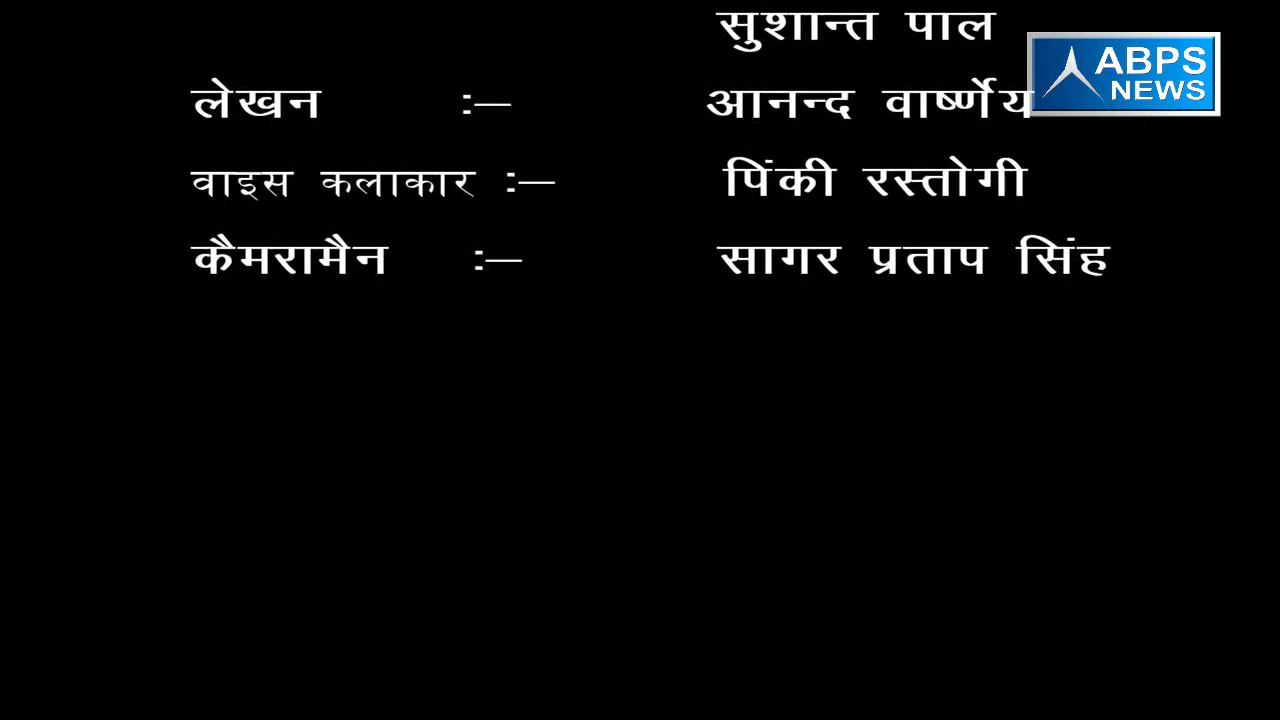 सुशान्त पाल
ABPS
NEWS
लेखन :— आनन्द वार्ष्णेय
वाइस कलाकार :— पिंकी रस्तोगी
कैमरामैन :— सागर प्रताप सिंह